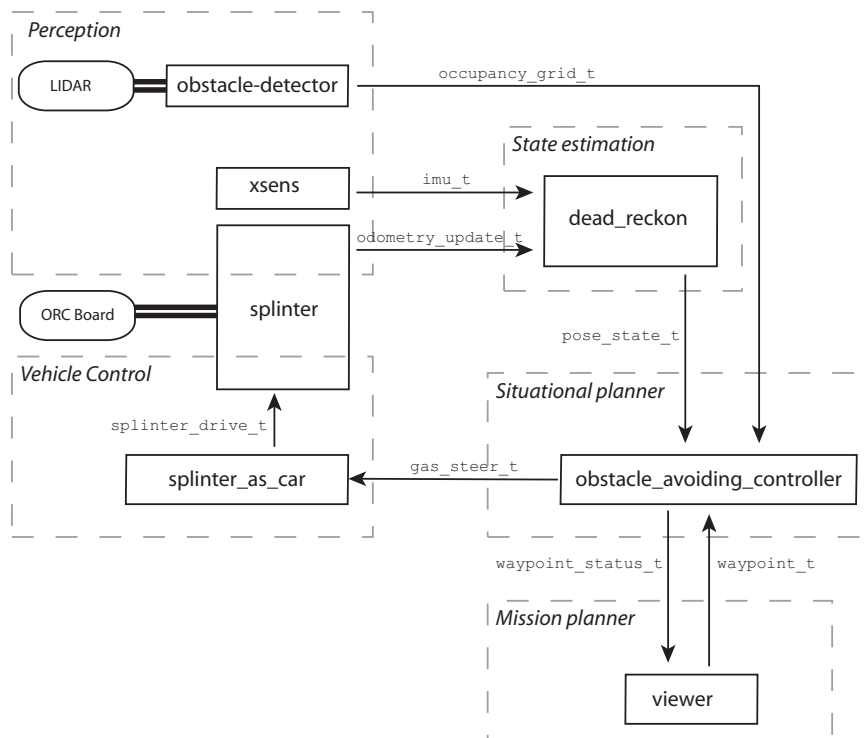 Perception
LIDAR
obstacle-detector
occupancy_grid_t
State estimation
xsens
imu_t
dead_reckon
odometry_update_t
ORC Board
splinter
pose_state_t
Vehicle Control
Situational planner
splinter_drive_t
splinter_as_car
gas_steer_t
obstacle_avoiding_controller
waypoint_status_t
waypoint_t
Mission planner
viewer